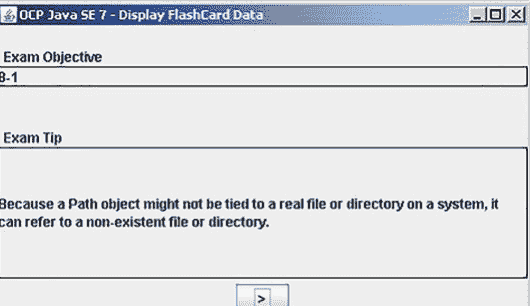 OCP Java SE 7 - Display FlashCard Data
Exam Objective
8-1
Exam Tip
Because a Path object might not be tied to a real file or directory on a system, it
can refer to a non-existent file or directory.
>